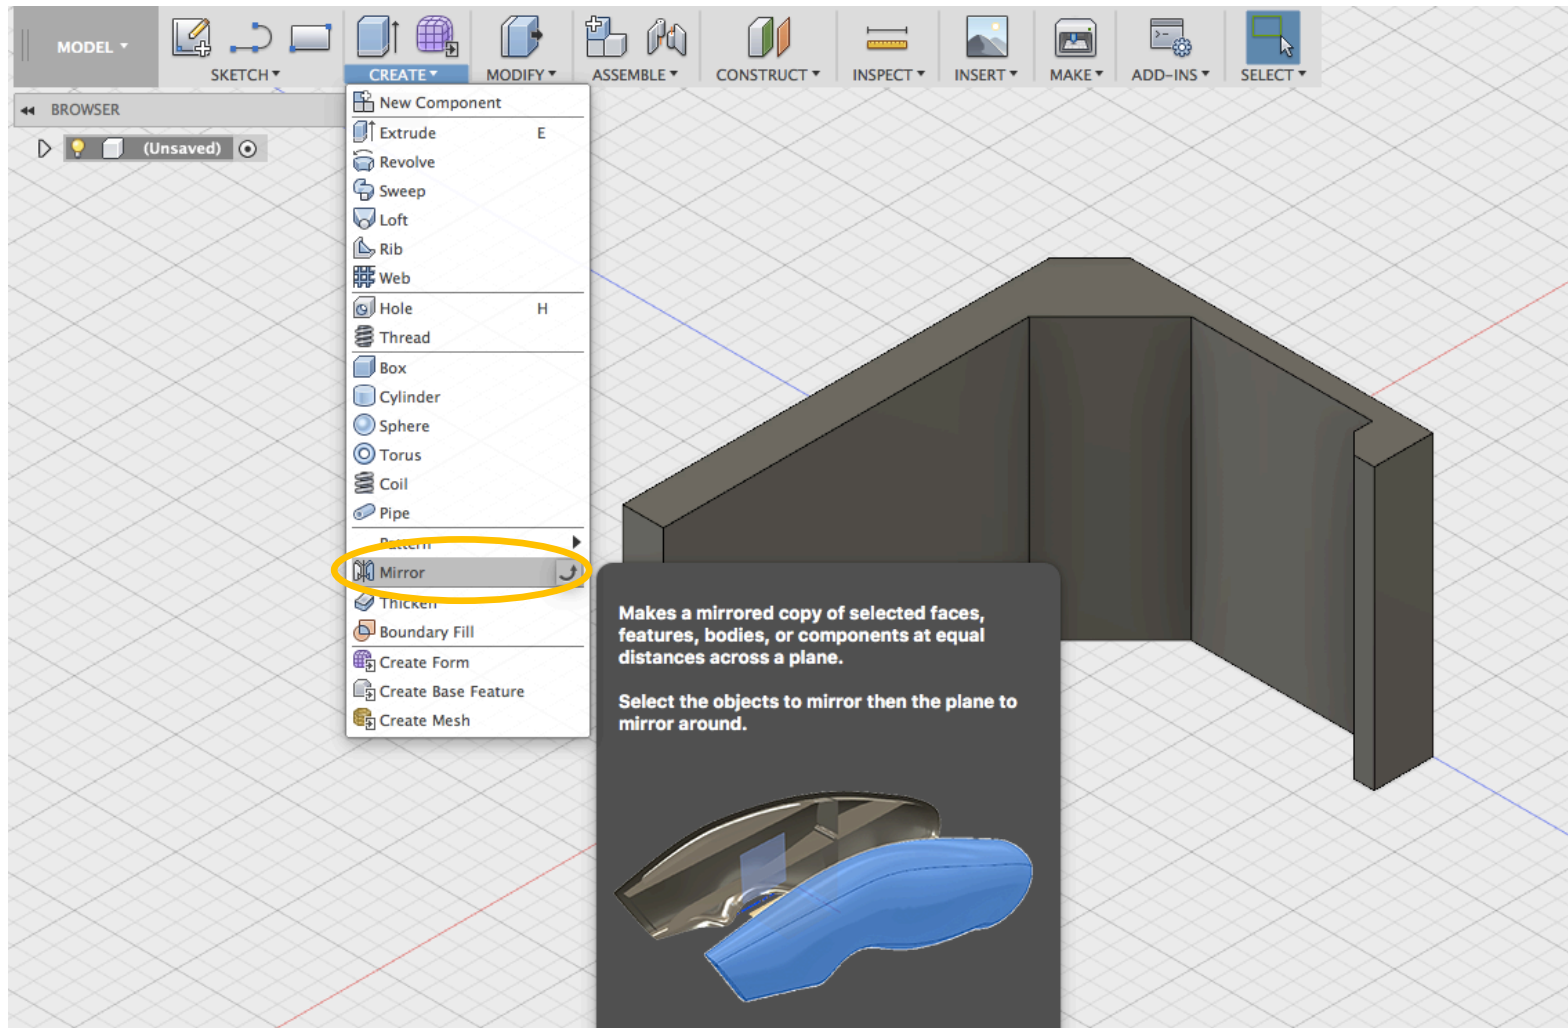 MODEL
SKETCH
CREATE
MODIFY
ASSEMBLE
CONSTRUCT
INSPECT
INSERT
MAKE
ADD-INS
SELECT
BROWSER
(Unsaved)
New Component
Extrude E
Revolve
Sweep
Loft
Rib
Web
Hole H
Thread
Box
Cylinder
Sphere
Torus
Coil
Pipe
Pattern
Mirror
Thicken
Boundary Fill
Create Form
Create Base Feature
Create Mesh
Makes a mirrored copy of selected faces,
features, bodies, or components at equal
distances across a plane.
Select the objects to mirror then the plane to
mirror around.